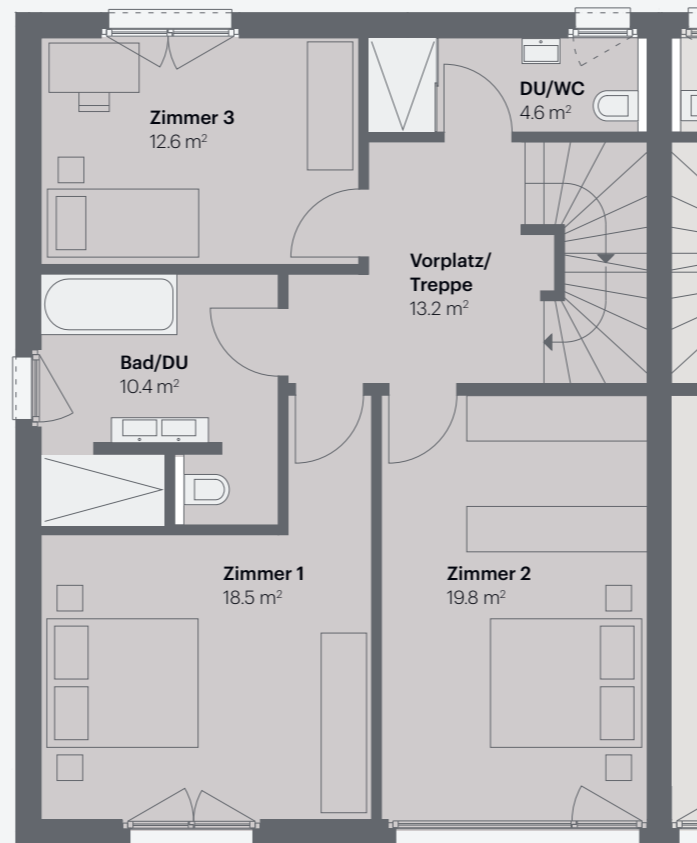 Zimmer 3
12.6 m²
DU/WC
4.6 m²
Vorplatz/
Treppe
13.2 m²
Bad/DU
10.4 m²
Zimmer 1
18.5 m²
Zimmer 2
19.8 m²